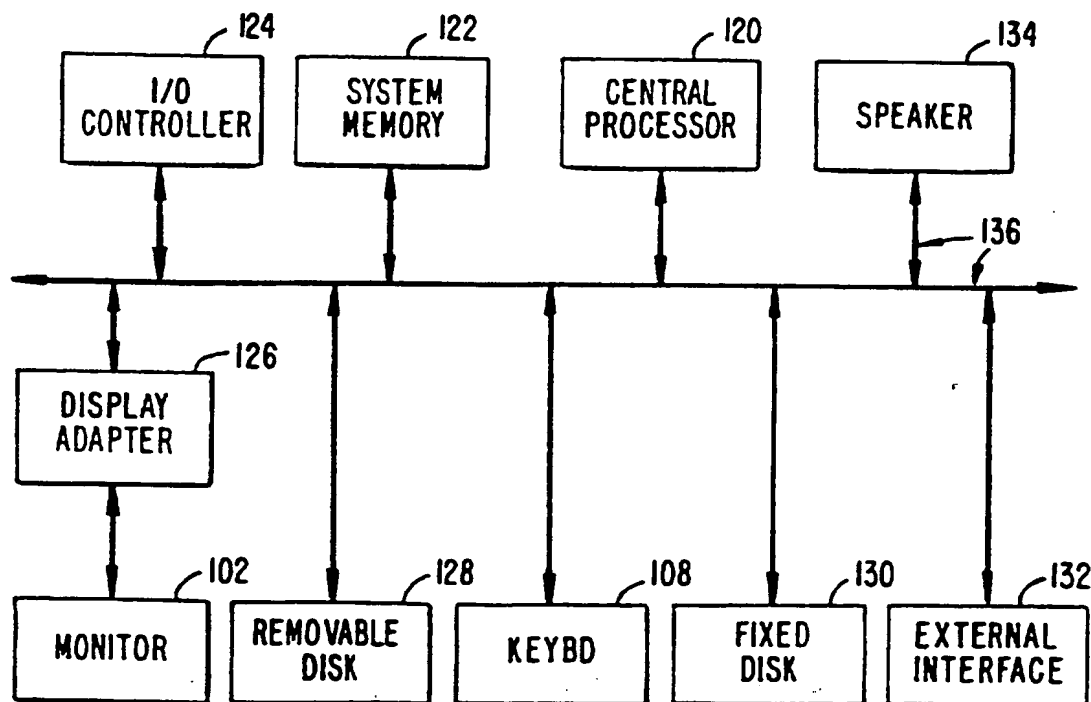 124
I/O
CONTROLLER
122
SYSTEM
MEMORY
120
CENTRAL
PROCESSOR
134
SPEAKER
136
126
DISPLAY
ADAPTER
102
MONITOR
128
REMOVABLE
DISK
108
KEYBD
130
FIXED
DISK
132
EXTERNAL
INTERFACE